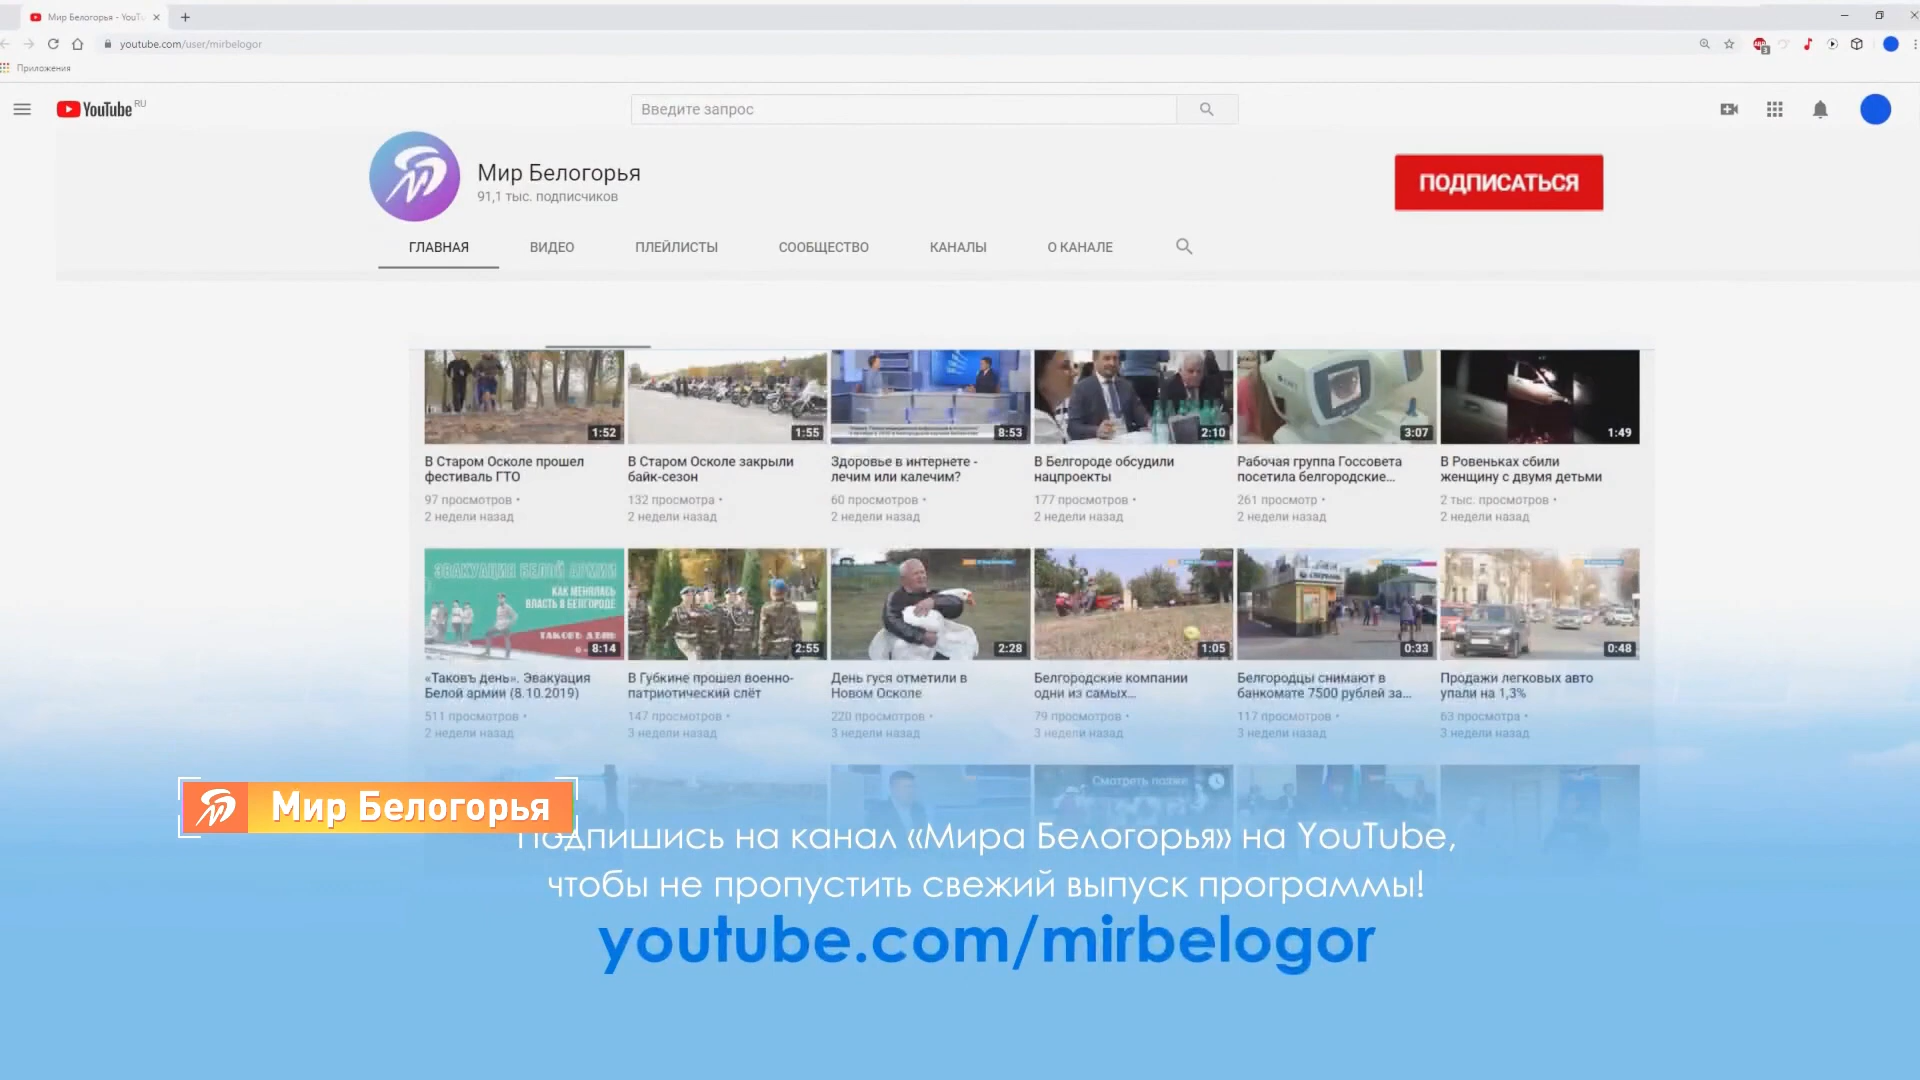 Мир Белогорья - YouTu
youtube.com/user/mirbelogor
Приложения
YouTube RU
Введите запрос
Мир Белогорья
91,1 тыс. подписчиков
ПОДПИСАТЬСЯ
ГЛАВНАЯ ВИДЕО ПЛЕЙЛИСТЫ СООБЩЕСТВО КАНАЛЫ О КАНАЛЕ
1:52 1:55 8:53 2:10 3:07 1:49
В Старом Осколе прошел фестиваль ГТО
97 просмотров •
2 недели назад
В Старом Осколе закрыли байк-сезон
132 просмотра •
2 недели назад
Здоровье в интернете - лечим или калечим?
60 просмотров •
2 недели назад
В Белгороде обсудили нацпроекты
177 просмотров •
2 недели назад
Рабочая группа Госсовета посетила белгородские...
261 просмотр •
2 недели назад
В Ровеньках сбили женщину с двумя детьми
2 тыс. просмотров •
2 недели назад
ЭВАКУАЦИЯ БЕЛОЙ АРМИИ
КАК МЕНЯЛАСЬ
ВЛАСТЬ В БЕЛГОРОДЕ
ТАКОВЪ ДЕНЬ
8:14 2:55 2:28 1:05 0:33 0:48
«Таковъ день». Эвакуация Белой армии (8.10.2019)
511 просмотров •
2 недели назад
В Губкине прошел военно-патриотический слёт
147 просмотров •
3 недели назад
День гуся отметили в Новом Осколе
220 просмотров •
3 недели назад
Белгородские компании одни из самых...
79 просмотров •
3 недели назад
Белгородцы снимают в банкомате 7500 рублей за...
117 просмотров •
3 недели назад
Продажи легковых авто упали на 1,3%
63 просмотра •
3 недели назад
Смотреть позже
Мир Белогорья
Подпишись на канал «Мира Белогорья» на YouTube,
чтобы не пропустить свежий выпуск программы!
youtube.com/mirbelogor